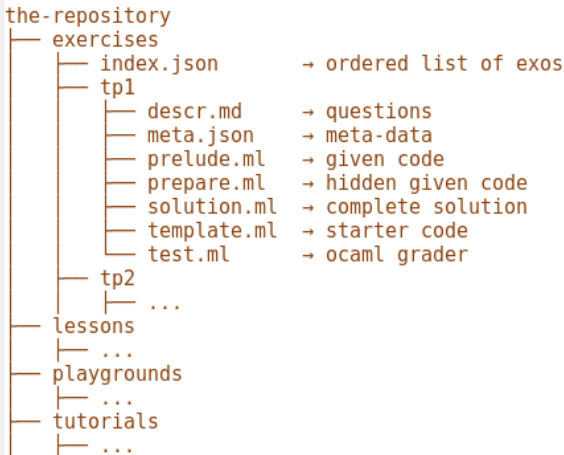 the-repository
├── exercises
│   ├── index.json       → ordered list of exos
│   ├── tp1
│   │   ├── descr.md     → questions
│   │   ├── meta.json    → meta-data
│   │   ├── prelude.ml   → given code
│   │   ├── prepare.ml   → hidden given code
│   │   ├── solution.ml  → complete solution
│   │   ├── template.ml  → starter code
│   │   └── test.ml      → ocaml grader
│   ├── tp2
│   │   ├── ...
├── lessons
│   ├── ...
├── playgrounds
│   ├── ...
├── tutorials
│   ├── ...